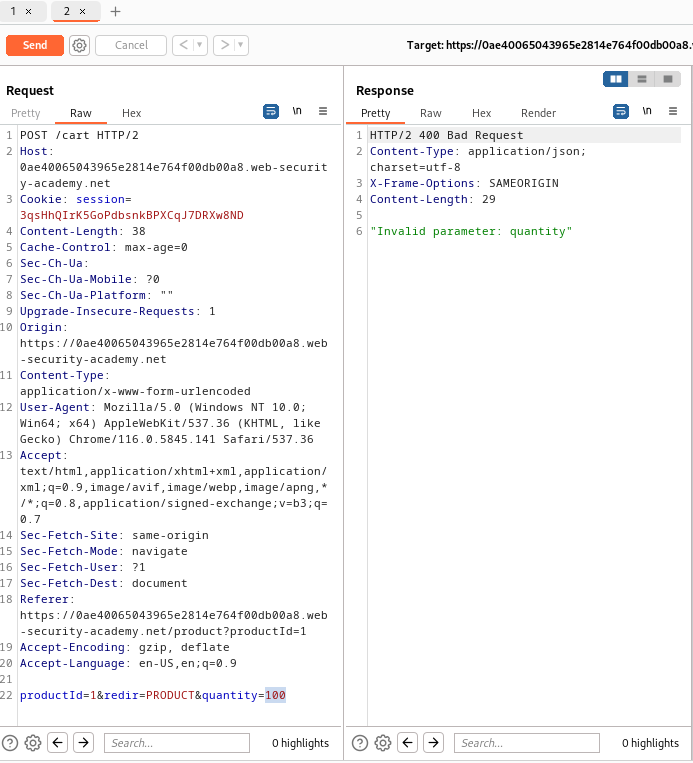 1 × 2 × +
Send Cancel < > Target: https://0ae40065043965e2814e764f00db00a8.
Request
Pretty Raw Hex \n
1 POST /cart HTTP/2
2 Host:
0ae40065043965e2814e764f00db00a8.web-securit
y-academy.net
3 Cookie: session=
3qsHhQIrK5GoPdbsnkBPXCqJ7DRXw8ND
4 Content-Length: 38
5 Cache-Control: max-age=0
6 Sec-Ch-Ua:
7 Sec-Ch-Ua-Mobile: ?0
8 Sec-Ch-Ua-Platform: ""
9 Upgrade-Insecure-Requests: 1
10 Origin:
https://0ae40065043965e2814e764f00db00a8.web
-security-academy.net
11 Content-Type:
application/x-www-form-urlencoded
12 User-Agent: Mozilla/5.0 (Windows NT 10.0;
Win64; x64) AppleWebKit/537.36 (KHTML, like
Gecko) Chrome/116.0.5845.141 Safari/537.36
13 Accept:
text/html,application/xhtml+xml,application/
xml;q=0.9,image/avif,image/webp,image/apng,*
/*;q=0.8,application/signed-exchange;v=b3;q=
0.7
14 Sec-Fetch-Site: same-origin
15 Sec-Fetch-Mode: navigate
16 Sec-Fetch-User: ?1
17 Sec-Fetch-Dest: document
18 Referer:
https://0ae40065043965e2814e764f00db00a8.web
-security-academy.net/product?productId=1
19 Accept-Encoding: gzip, deflate
20 Accept-Language: en-US,en;q=0.9
21
22 productId=1&redir=PRODUCT&quantity=100
Search... 0 highlights
Response
Pretty Raw Hex Render \n
1 HTTP/2 400 Bad Request
2 Content-Type: application/json;
charset=utf-8
3 X-Frame-Options: SAMEORIGIN
4 Content-Length: 29
5
6 "Invalid parameter: quantity"
Search... 0 highlights